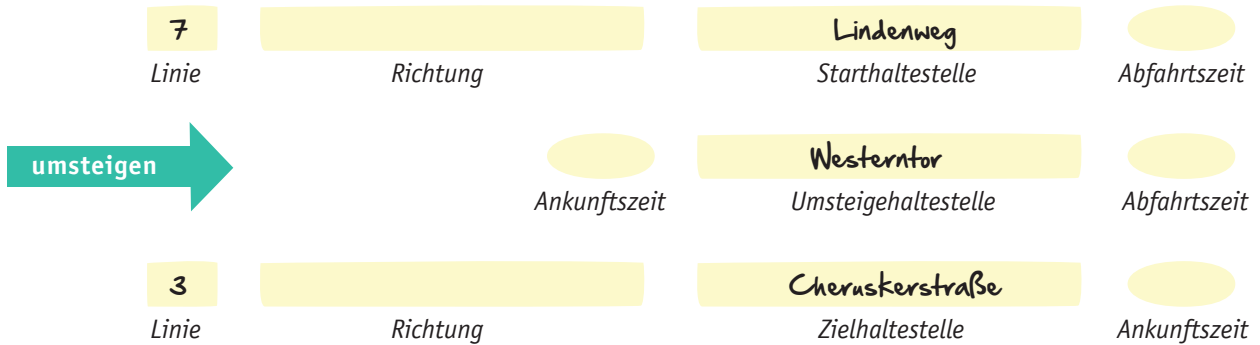 7 Lindenweg
Linie Richtung Starthaltestelle Abfahrtszeit
umsteigen Westerntor
Ankunftszeit Umsteigehaltestelle Abfahrtszeit
3 Cheruskerstraße
Linie Richtung Zielhaltestelle Ankunftszeit